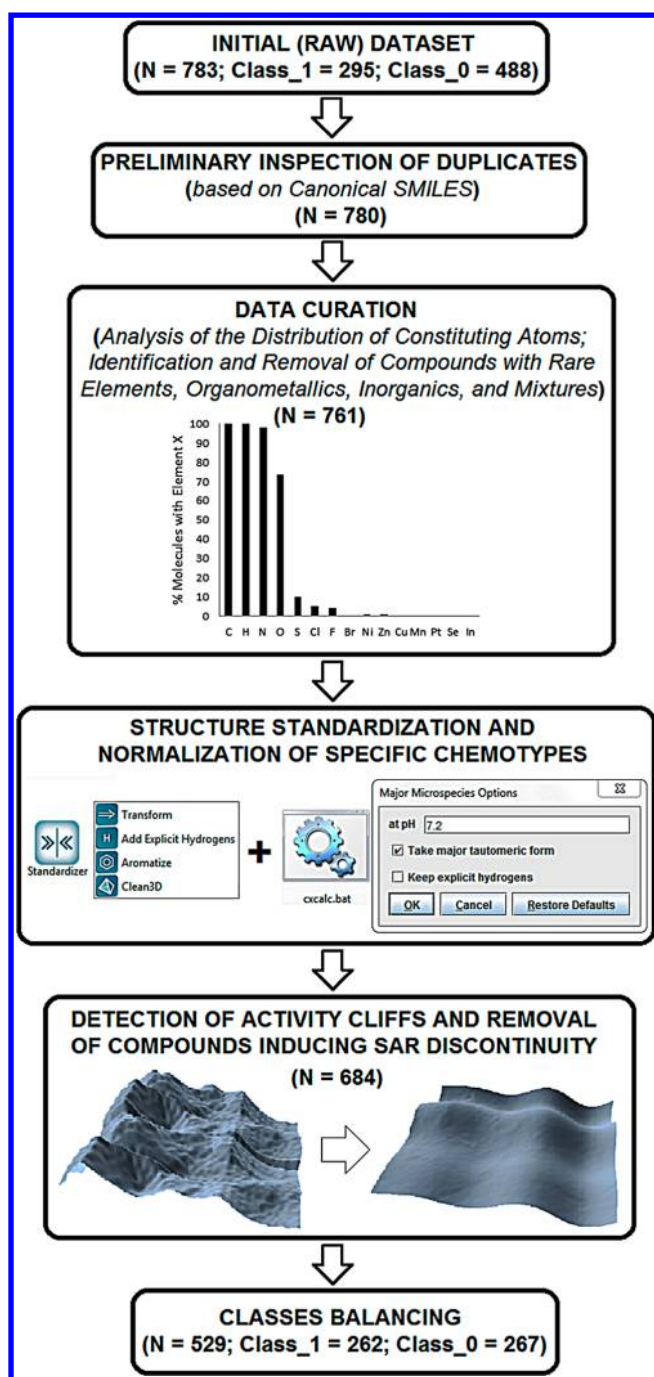 INITIAL (RAW) DATASET
(N = 783; Class_1 = 295; Class_0 = 488)
PRELIMINARY INSPECTION OF DUPLICATES
(based on Canonical SMILES)
(N = 780)
DATA CURATION
(Analysis of the Distribution of Constituting Atoms;
Identification and Removal of Compounds with Rare
Elements, Organometallics, Inorganics, and Mixtures)
(N = 761)
% Molecules with Element X
100
90
80
70
60
50
40
30
20
10
0
C H N O S Cl F Br Ni Zn Cu Mn Pt Se In
STRUCTURE STANDARDIZATION AND
NORMALIZATION OF SPECIFIC CHEMOTYPES
Standardizer
Transform
H Add Explicit Hydrogens
Aromatize
Clean3D
+
cxcalc.bat
Major Microspecies Options
at pH 7.2
Take major tautomeric form
Keep explicit hydrogens
OK Cancel Restore Defaults
DETECTION OF ACTIVITY CLIFFS AND REMOVAL
OF COMPOUNDS INDUCING SAR DISCONTINUITY
(N = 684)
CLASSES BALANCING
(N = 529; Class_1 = 262; Class_0 = 267)